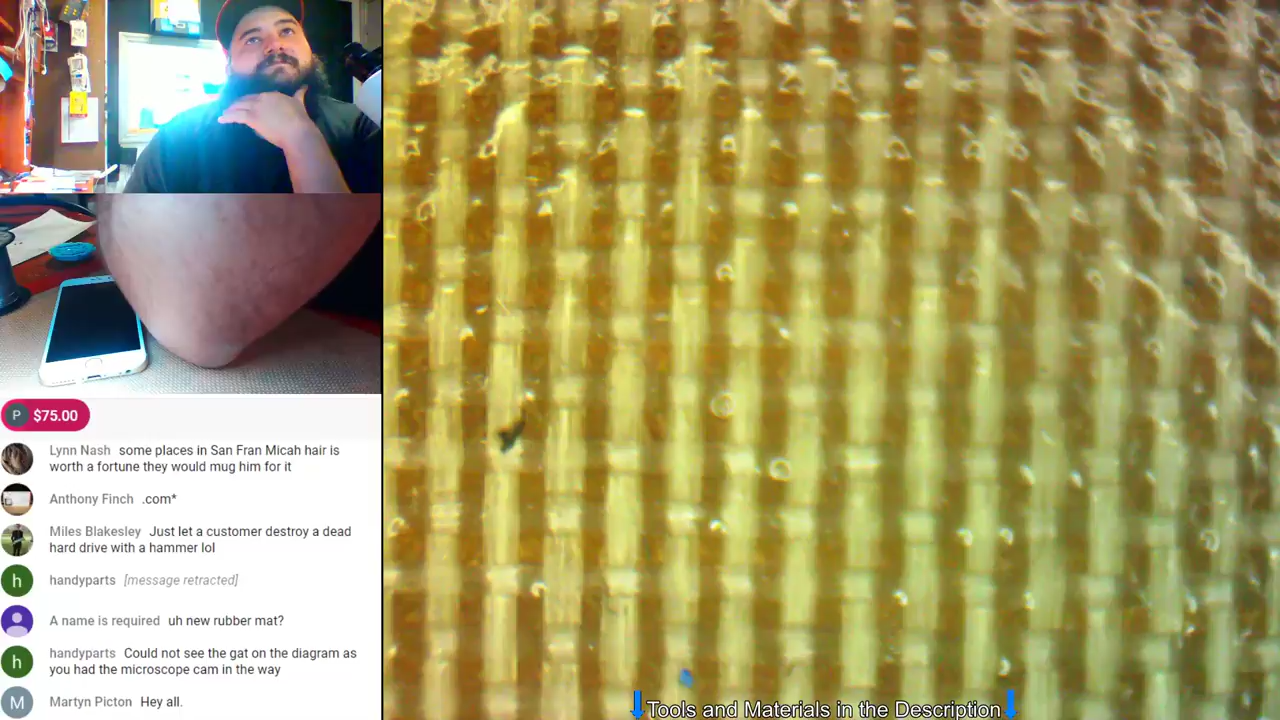 P $75.00
Lynn Nash some places in San Fran Micah hair is
worth a fortune they would mug him for it
Anthony Finch .com*
Miles Blakesley Just let a customer destroy a dead
hard drive with a hammer lol
h handyparts [message retracted]
A name is required uh new rubber mat?
h handyparts Could not see the gat on the diagram as
you had the microscope cam in the way
M Martyn Picton Hey all.
Tools and Materials in the Description